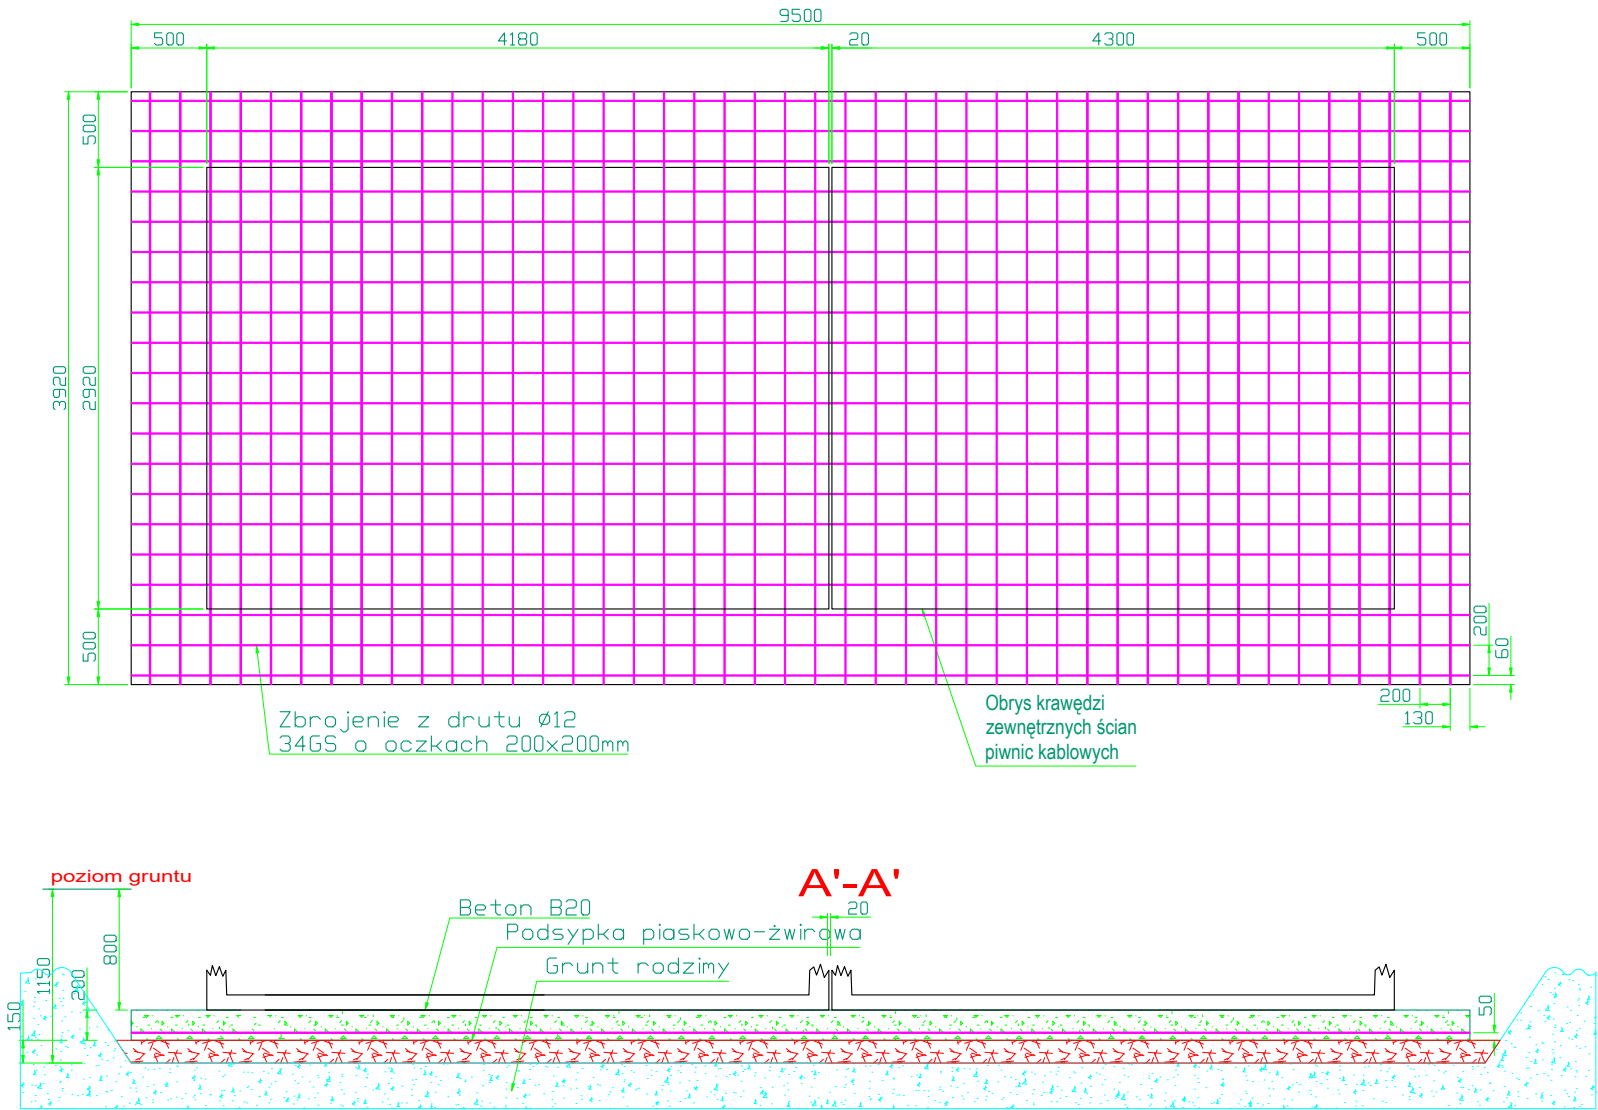 9500
500
4180
20
4300
500
500
3920
2920
500
200
60
200
130
Zbrojenie z drutu Ø12
34GS o oczkach 200x200mm
Obrys krawędzi
zewnętrznych ścian
piwnic kablowych
poziom gruntu
A'-A'
Beton B20
20
Podsypka piaskowo-żwirowa
Grunt rodzimy
800
1150
200
150
50